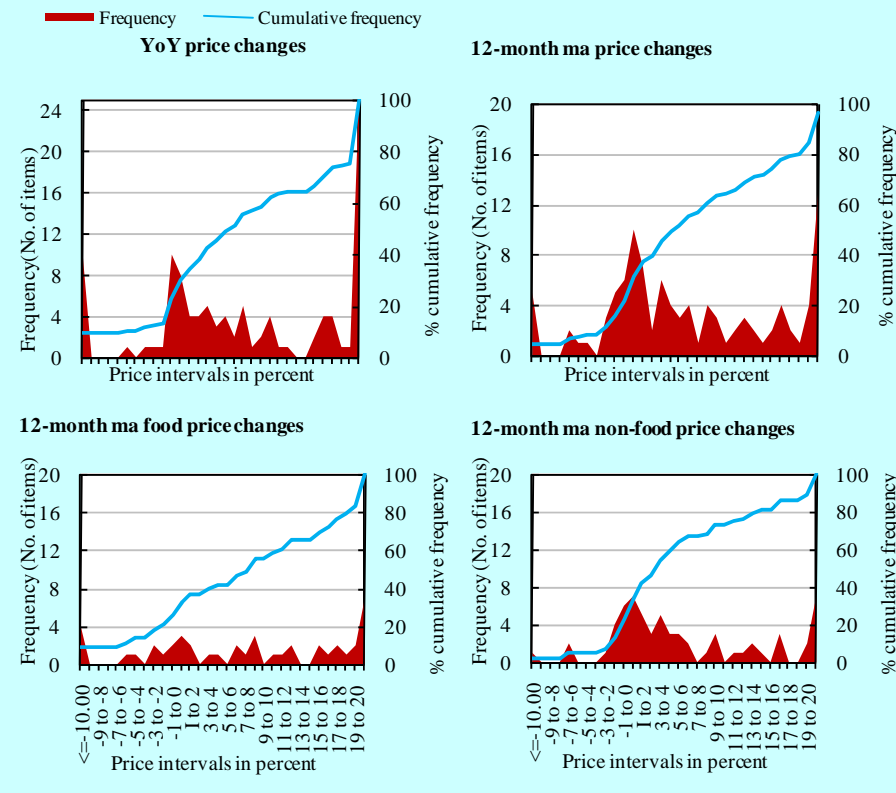 Frequency
Cumulative frequency
YoY price changes
12-month ma price changes
Frequency(No. of items)
24
20
16
12
8
4
0
100
80
60
40
20
0
% cumulative frequency
Price intervals in percent
Frequency (No. of items)
20
16
12
8
4
0
100
80
60
40
20
0
% cumulative frequency
Price intervals in percent
12-month ma food price changes
12-month ma non-food price changes
Frequency (No. of items)
20
16
12
8
4
0
100
80
60
40
20
0
% cumulative frequency
<=-10.00
-9 to -8
-7 to -6
-5 to -4
-3 to -2
-1 to 0
1 to 2
3 to 4
5 to 6
7 to 8
9 to 10
11 to 12
13 to 14
15 to 16
17 to 18
19 to 20
Price intervals in percent
Frequency (No. of items)
20
16
12
8
4
0
100
80
60
40
20
0
% cumulative frequency
<=-10.00
-9 to -8
-7 to -6
-5 to -4
-3 to -2
-1 to 0
1 to 2
3 to 4
5 to 6
7 to 8
9 to 10
11 to 12
13 to 14
15 to 16
17 to 18
19 to 20
Price intervals in percent